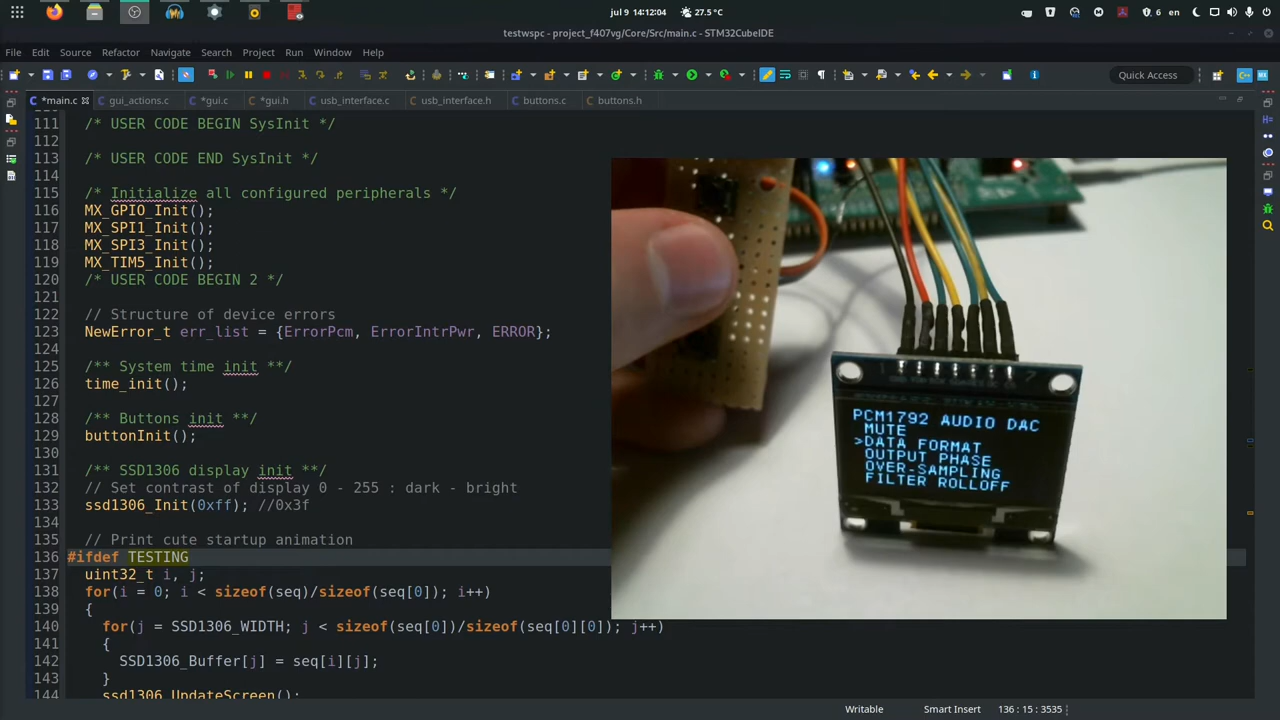 jul 9 14:12:04
27.5 °C
6 en
testwspc - project_f407vg/Core/Src/main.c - STM32CubeIDE
File Edit Source Refactor Navigate Search Project Run Window Help
Quick Access
*main.c gui_actions.c *gui.c *gui.h usb_interface.c usb_interface.h buttons.c buttons.h
111 /* USER CODE BEGIN SysInit */
112
113 /* USER CODE END SysInit */
114
115 /* Initialize all configured peripherals */
116 MX_GPIO_Init();
117 MX_SPI1_Init();
118 MX_SPI3_Init();
119 MX_TIM5_Init();
120 /* USER CODE BEGIN 2 */
121
122 // Structure of device errors
123 NewError_t err_list = {ErrorPcm, ErrorIntrPwr, ERROR};
124
125 /** System time init **/
126 time_init();
127
128 /** Buttons init **/
129 buttonInit();
130
131 /** SSD1306 display init **/
132 // Set contrast of display 0 - 255 : dark - bright
133 ssd1306_Init(0xff); //0x3f
134
135 // Print cute startup animation
136 #ifdef TESTING
137 uint32_t i, j;
138 for(i = 0; i < sizeof(seq)/sizeof(seq[0]); i++)
139 {
140 for(j = SSD1306_WIDTH; j < sizeof(seq[0])/sizeof(seq[0][0]); j++)
141 {
142 SSD1306_Buffer[j] = seq[i][j];
143 }
144 ssd1306_UpdateScreen();
PCM1792 AUDIO DAC
MUTE
>DATA FORMAT
OUTPUT PHASE
OVER-SAMPLING
FILTER ROLLOFF
Writable Smart Insert 136 : 15 : 3535